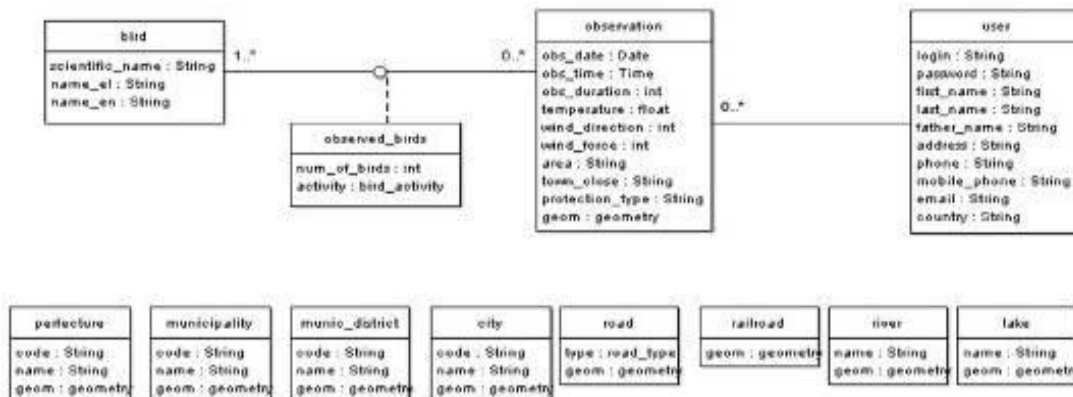 bird
scientific_name : String
name_el : String
name_en : String
1..*
0..*
observed_birds
num_of_birds : int
activity : bird_activity
observation
obs_date : Date
obs_time : Time
obs_duration : int
temperature : float
wind_direction : int
wind_force : int
area : String
town_close : String
protection_type : String
geom : geometry
0..*
user
login : String
password : String
first_name : String
last_name : String
father_name : String
address : String
phone : String
mobile_phone : String
email : String
country : String
perfecture
code : String
name : String
geom : geometry
municipality
code : String
name : String
geom : geometry
munic_district
code : String
name : String
geom : geometry
city
code : String
name : String
geom : geometry
road
type : road_type
geom : geometry
railroad
geom : geometry
river
name : String
geom : geometry
lake
name : String
geom : geometry